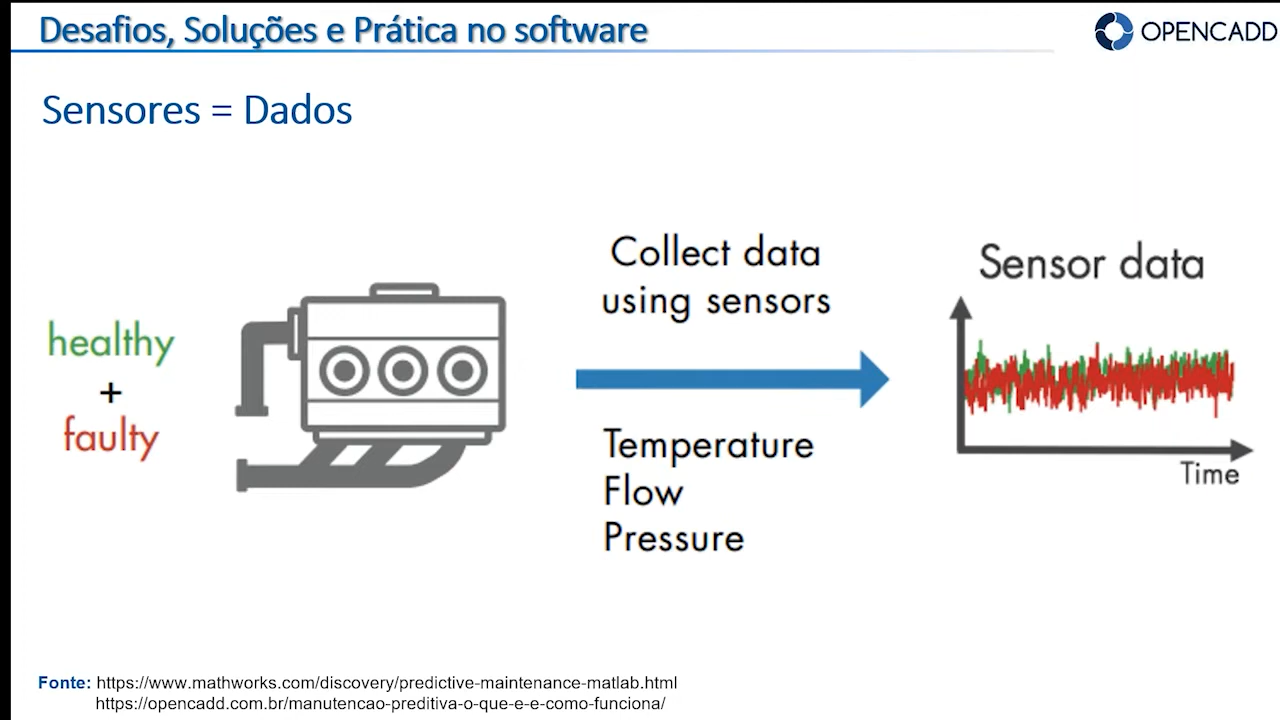 Desafios, Soluções e Prática no software
OPENCADD
Sensores = Dados
healthy
+
faulty
Collect data
using sensors
Temperature
Flow
Pressure
Sensor data
Time
Fonte: https://www.mathworks.com/discovery/predictive-maintenance-matlab.html
https://opencadd.com.br/manutencao-preditiva-o-que-e-e-como-funciona/